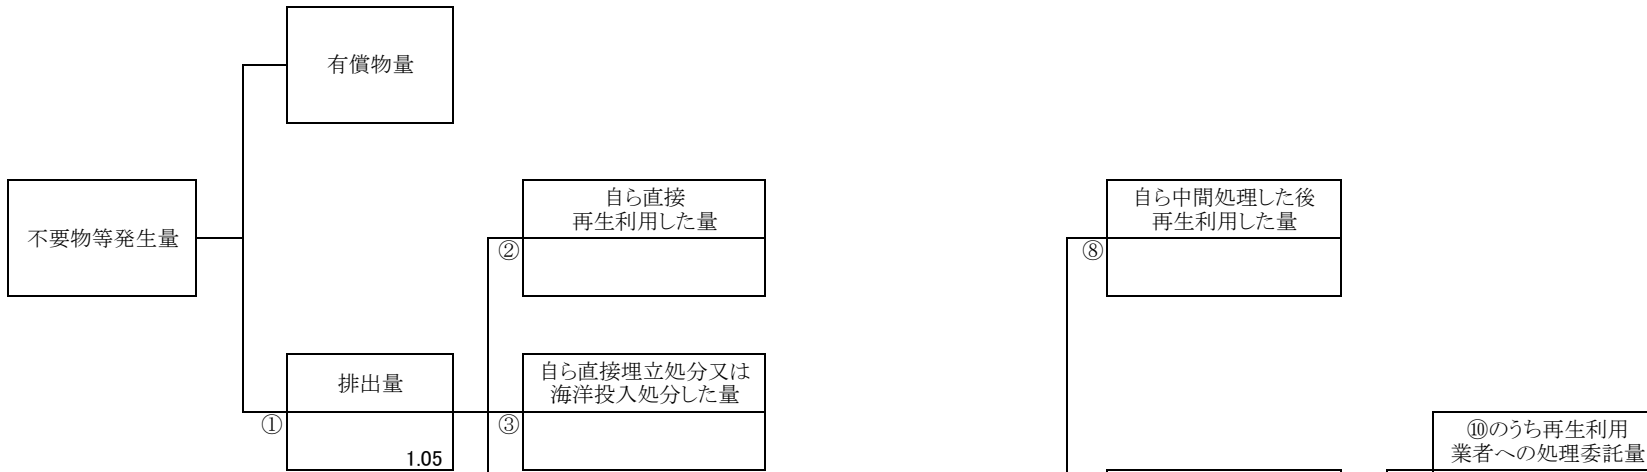 有償物量
不要物等発生量
自ら直接
再生利用した量
②
自ら中間処理した後
再生利用した量
⑧
排出量
①
1.05
自ら直接埋立処分又は
海洋投入処分した量
③
⑩のうち再生利用
業者への処理委託量